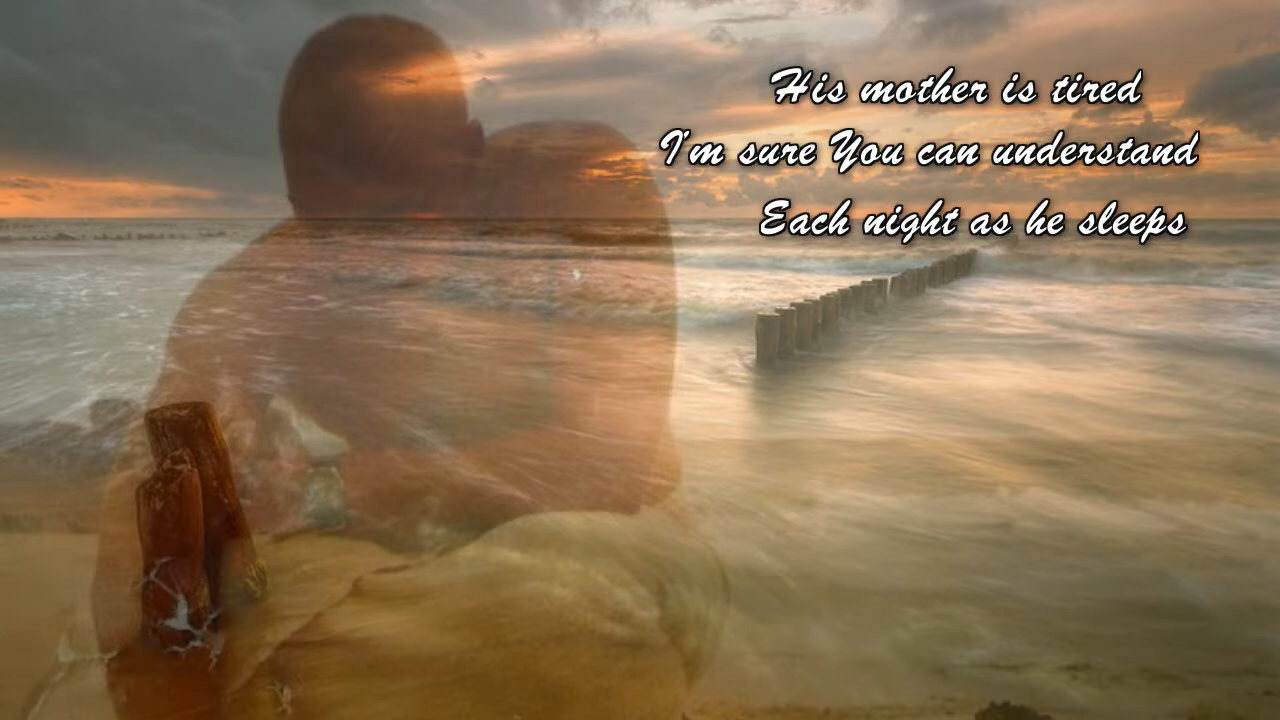 His mother is tired
I'm sure You can understand
Each night as he sleeps